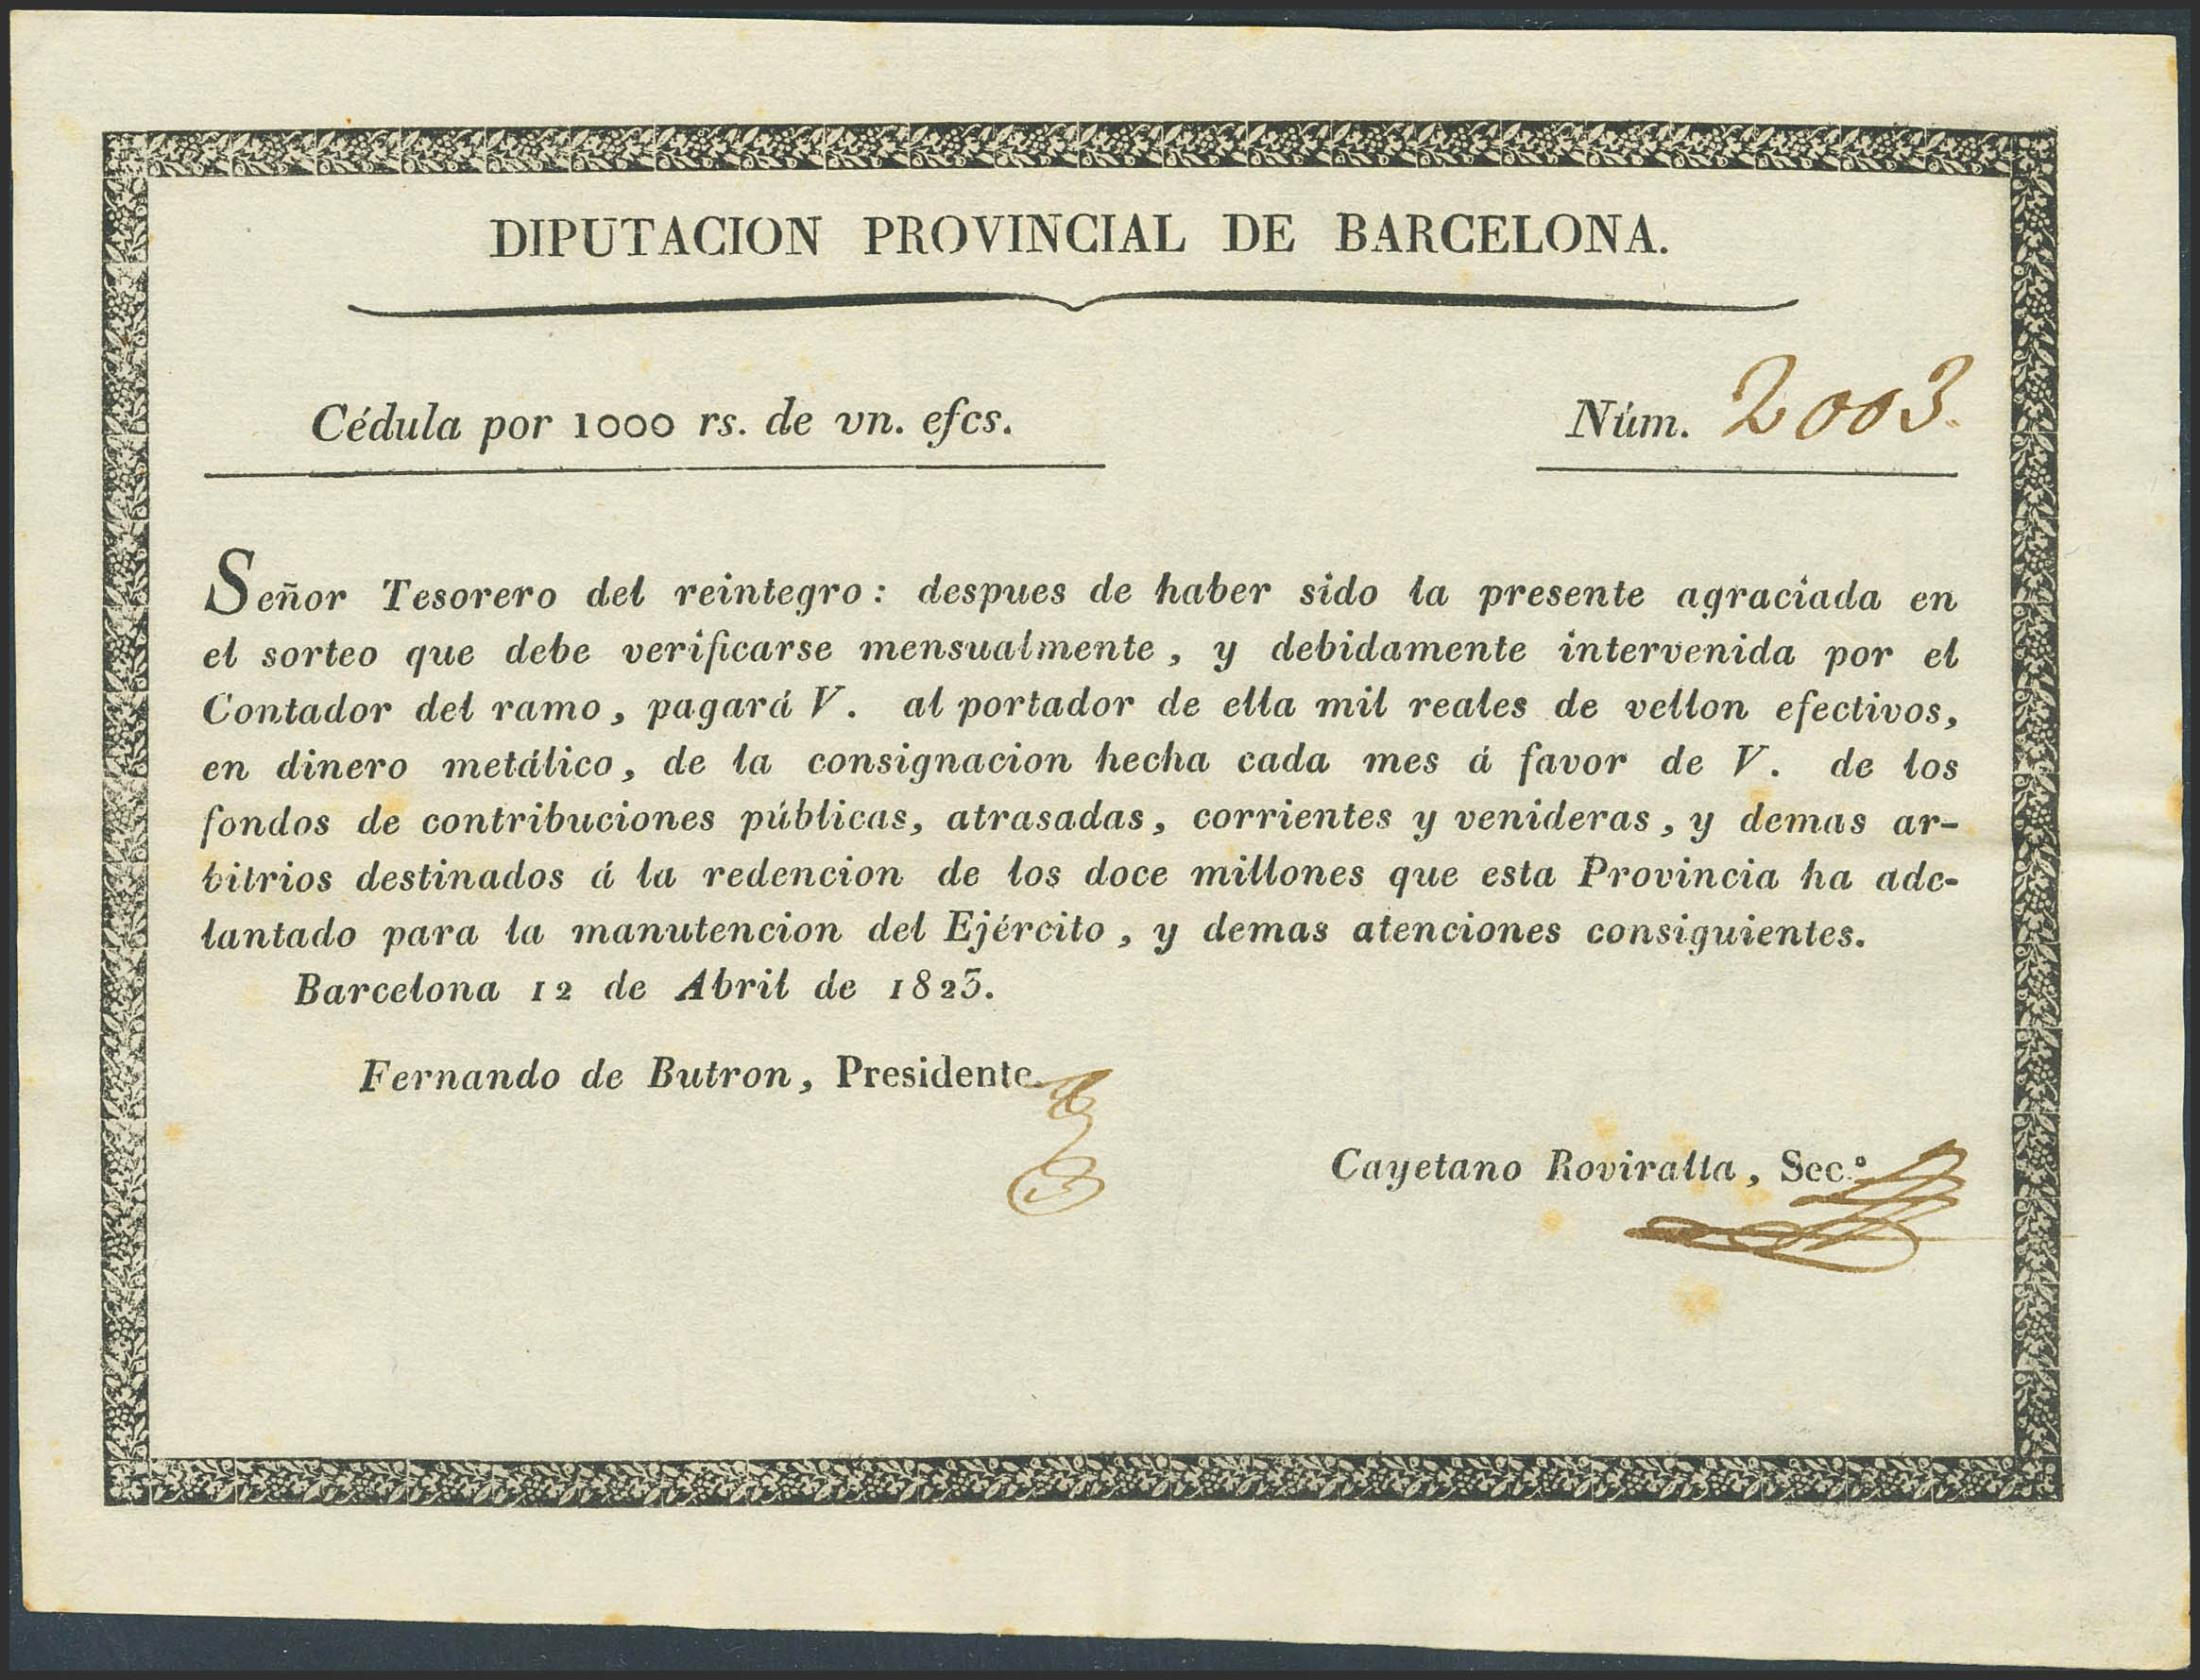 DIPUTACION PROVINCIAL DE BARCELONA.
Cédula por 1000 rs. de vn. efcs.
Núm. 2003
Señor Tesorero del reintegro: despues de haber sido la presente agraciada en
el sorteo que debe verificarse mensualmente, y debidamente intervenida por el
Contador del ramo, pagará V. al portador de ella mil reales de vellon efectivos,
en dinero metálico, de la consignacion hecha cada mes á favor de V. de los
fondos de contribuciones públicas, atrasadas, corrientes y venideras, y demas ar-
bitrios destinados á la redencion de los doce millones que esta Provincia ha ade-
lantado para la manutencion del Ejército, y demas atenciones consiguientes.
Barcelona 12 de Abril de 1823.
Fernando de Butron, Presidente.
Cayetano Roviralta, Sec.º